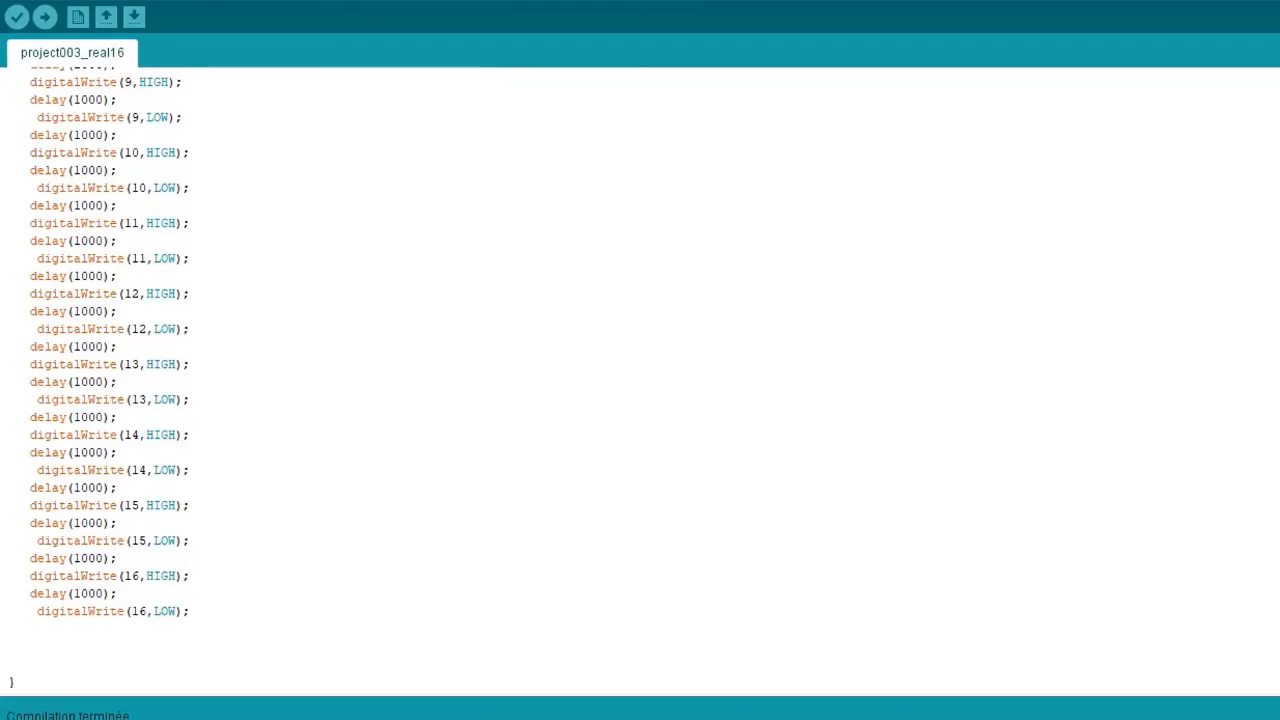 project003_real16
delay(1000);
digitalWrite(9,HIGH);
delay(1000);
digitalWrite(9,LOW);
delay(1000);
digitalWrite(10,HIGH);
delay(1000);
digitalWrite(10,LOW);
delay(1000);
digitalWrite(11,HIGH);
delay(1000);
digitalWrite(11,LOW);
delay(1000);
digitalWrite(12,HIGH);
delay(1000);
digitalWrite(12,LOW);
delay(1000);
digitalWrite(13,HIGH);
delay(1000);
digitalWrite(13,LOW);
delay(1000);
digitalWrite(14,HIGH);
delay(1000);
digitalWrite(14,LOW);
delay(1000);
digitalWrite(15,HIGH);
delay(1000);
digitalWrite(15,LOW);
delay(1000);
digitalWrite(16,HIGH);
delay(1000);
digitalWrite(16,LOW);
}
Compilation terminée